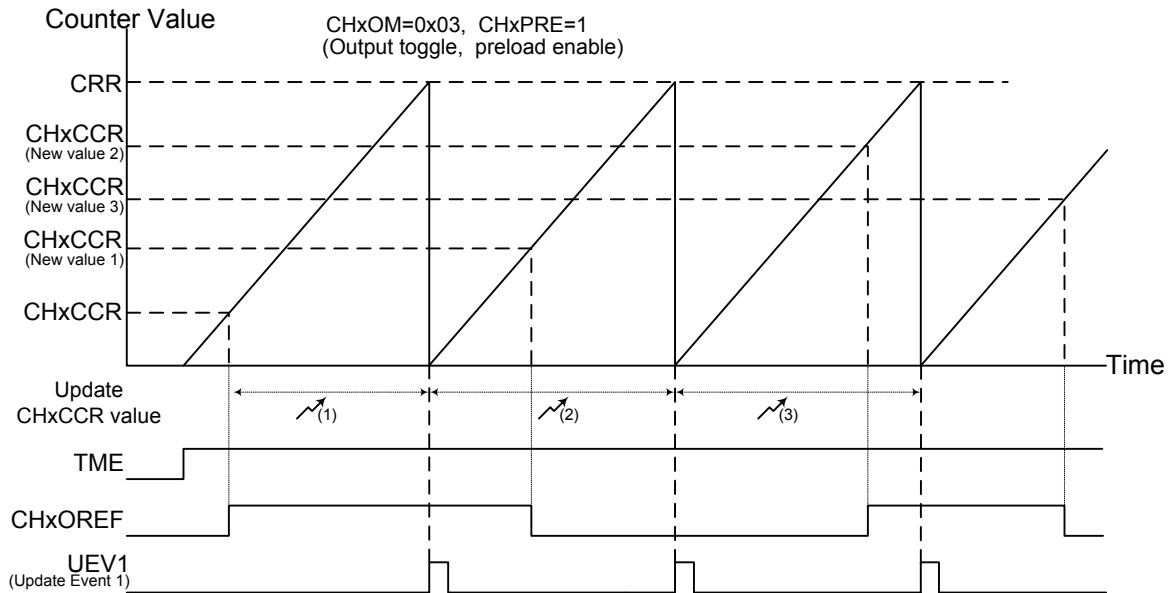 Counter Value
CHxOM=0x03, CHxPRE=1
(Output toggle, preload enable)
CRR
CHxCCR
(New value 2)
CHxCCR
(New value 3)
CHxCCR
(New value 1)
CHxCCR
Time
Update
CHxCCR value
(1)
(2)
(3)
TME
CHxOREF
UEV1
(Update Event 1)